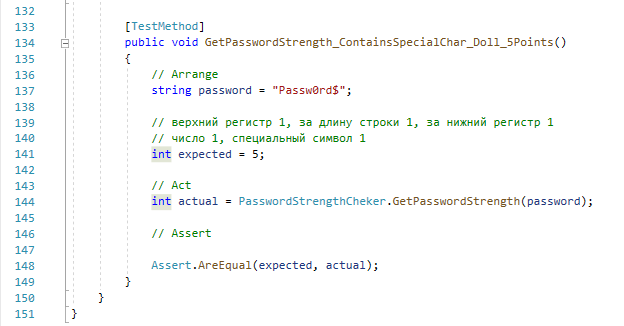 132
133 [TestMethod]
134 public void GetPasswordStrength_ContainsSpecialChar_Doll_5Points()
135 {
136 // Arrange
137 string password = "Passw0rd$";
138
139 // верхний регистр 1, за длину строки 1, за нижний регистр 1
140 // число 1, специальный символ 1
141 int expected = 5;
142
143 // Act
144 int actual = PasswordStrengthCheker.GetPasswordStrength(password);
145
146 // Assert
147
148 Assert.AreEqual(expected, actual);
149 }
150 }
151 }